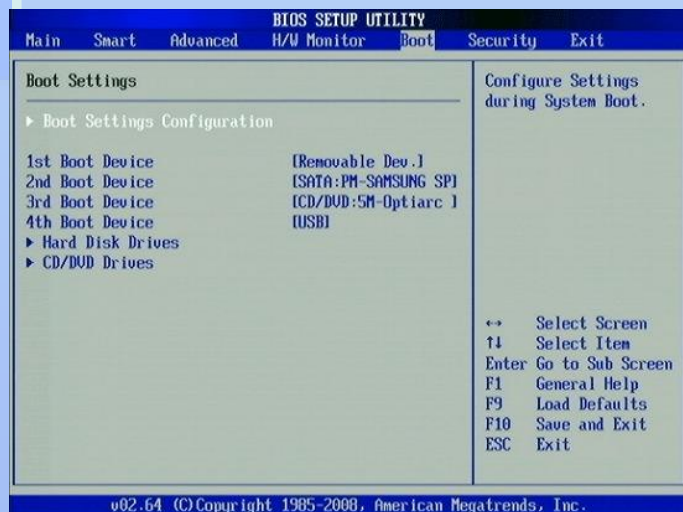 BIOS SETUP UTILITY
Main Smart Advanced H/W Monitor Boot Security Exit
Boot Settings
▶ Boot Settings Configuration
1st Boot Device [Removable Dev.]
2nd Boot Device [SATA:PM-SAMSUNG SP]
3rd Boot Device [CD/DVD:5M-Optiarc ]
4th Boot Device [USB]
▶ Hard Disk Drives
▶ CD/DVD Drives
Configure Settings
during System Boot.
↔ Select Screen
↑↓ Select Item
Enter Go to Sub Screen
F1 General Help
F9 Load Defaults
F10 Save and Exit
ESC Exit
v02.64 (C)Copyright 1985-2008, American Megatrends, Inc.